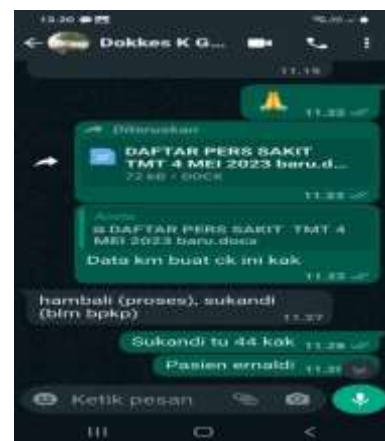 13.20
Dokkes K G...
11.19
11.22
Diteruskan
DAFTAR PERS SAKIT
TMT 4 MEI 2023 baru.d...
72 kB • DOCX
11.22
Anda
DAFTAR PERS SAKIT TMT 4
MEI 2023 baru.docx
Data km buat ck ini kak
11.22
hambali (proses), sukandi
(blm bpkp)
11.27
Sukandi tu 44 kak 11.28
Pasien ernaldi 11.31
Ketik pesan